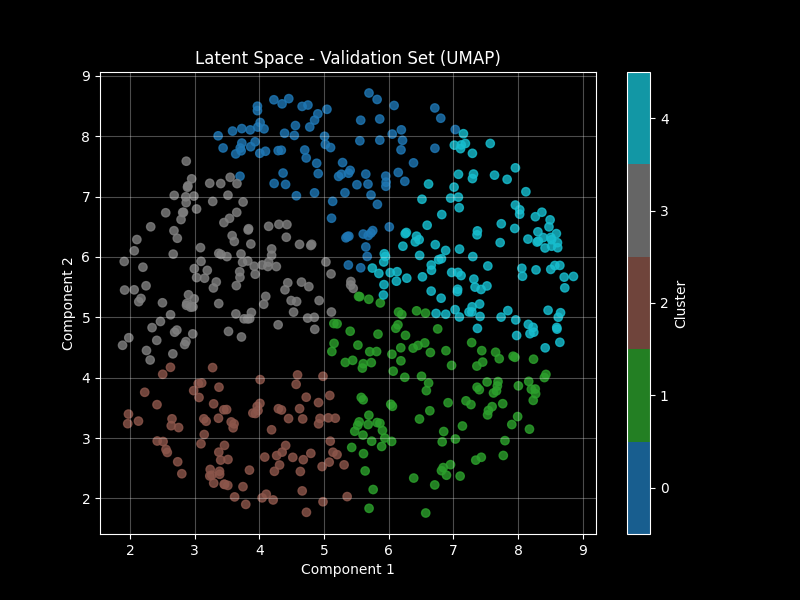 Latent Space - Validation Set (UMAP)
9
8
7
6
5
4
3
2
Component 2
2 3 4 5 6 7 8 9
Component 1
4
3
2
1
0
Cluster